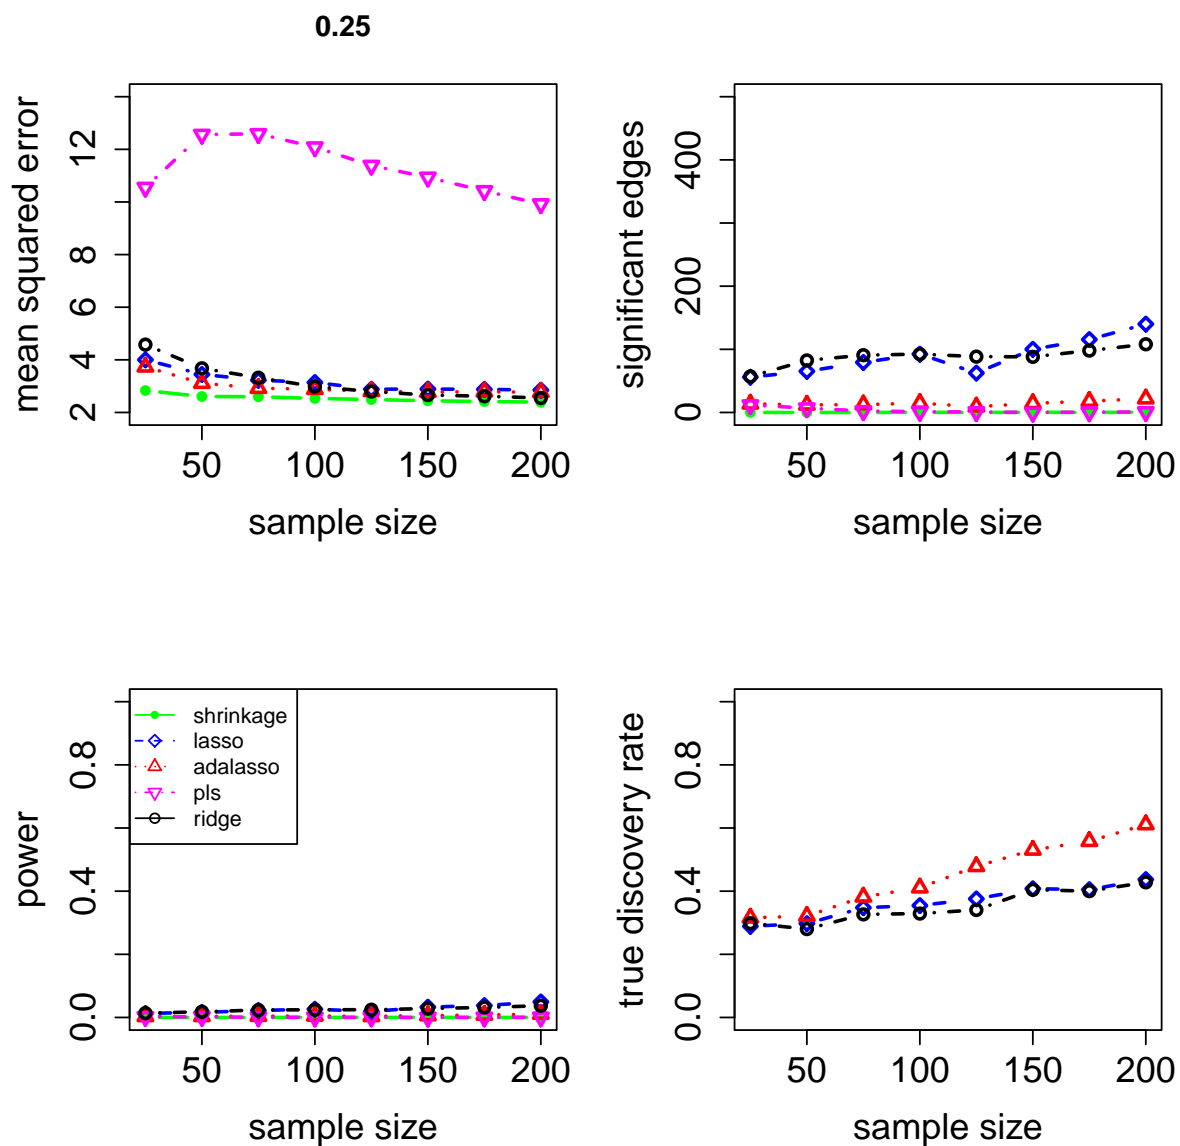 0.25
mean squared error
2 4 6 8 12
50 100 150 200
sample size
significant edges
0 200 400
50 100 150 200
sample size
power
0.0 0.4 0.8
shrinkage
lasso
adalasso
pls
ridge
50 100 150 200
sample size
true discovery rate
0.0 0.4 0.8
50 100 150 200
sample size